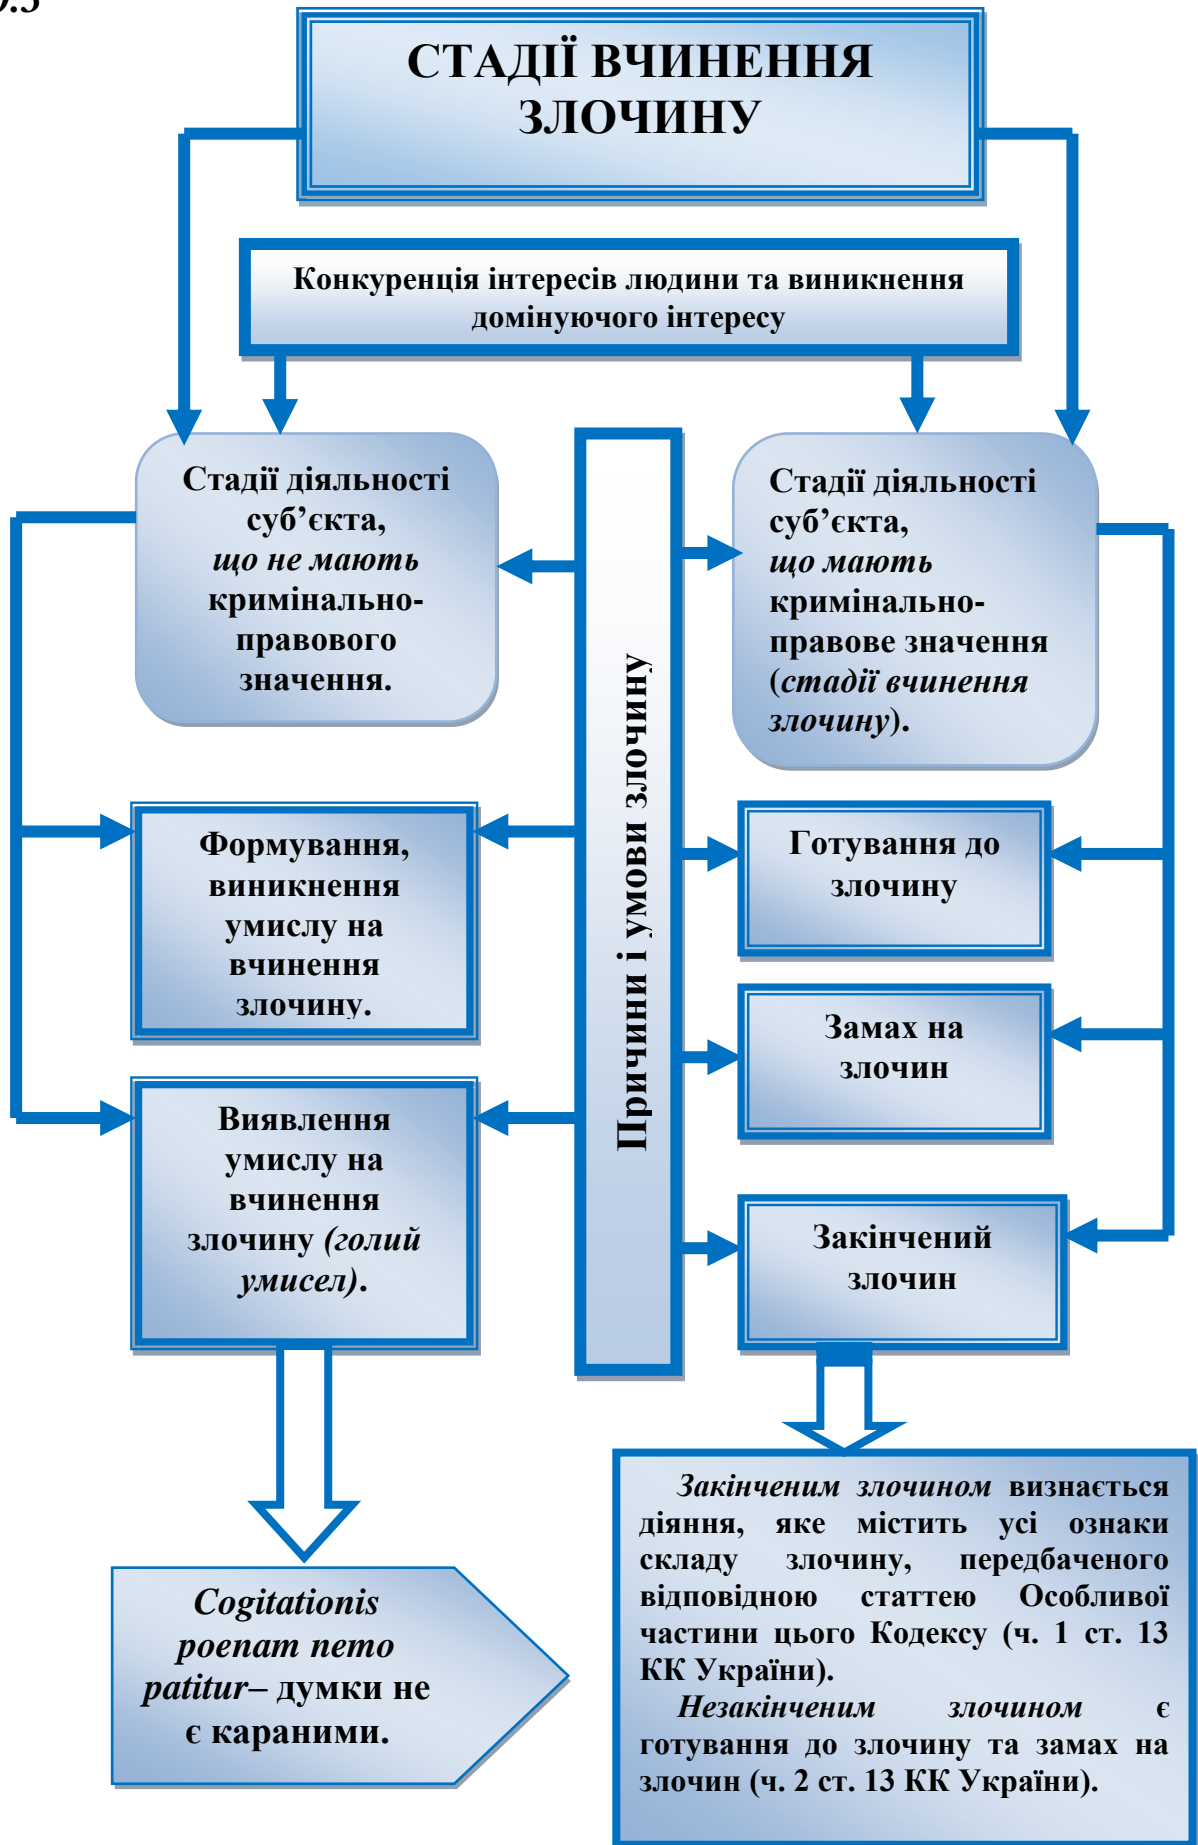 СТАДІЇ ВЧИНЕННЯ
ЗЛОЧИНУ
Конкуренція інтересів людини та виникнення
домінуючого інтересу
Стадії діяльності
суб’єкта,
що не мають
кримінально-
правового
значення.
Стадії діяльності
суб’єкта,
що мають
кримінально-
правове значення
(стадії вчинення
злочину).
Причини і умови злочину
Формування,
виникнення
умислу на
вчинення
злочину.
Готування до
злочину
Замах на
злочин
Виявлення
умислу на
вчинення
злочину (голий
умисел).
Закінчений
злочин
Cogitationis
poenam nemo
patitur– думки не
є караними.
Закінченим злочином визнається
діяння, яке містить усі ознаки
складу злочину, передбаченого
відповідною статтею Особливої
частини цього Кодексу (ч. 1 ст. 13
КК України).
Незакінченим злочином є
готування до злочину та замах на
злочин (ч. 2 ст. 13 КК України).